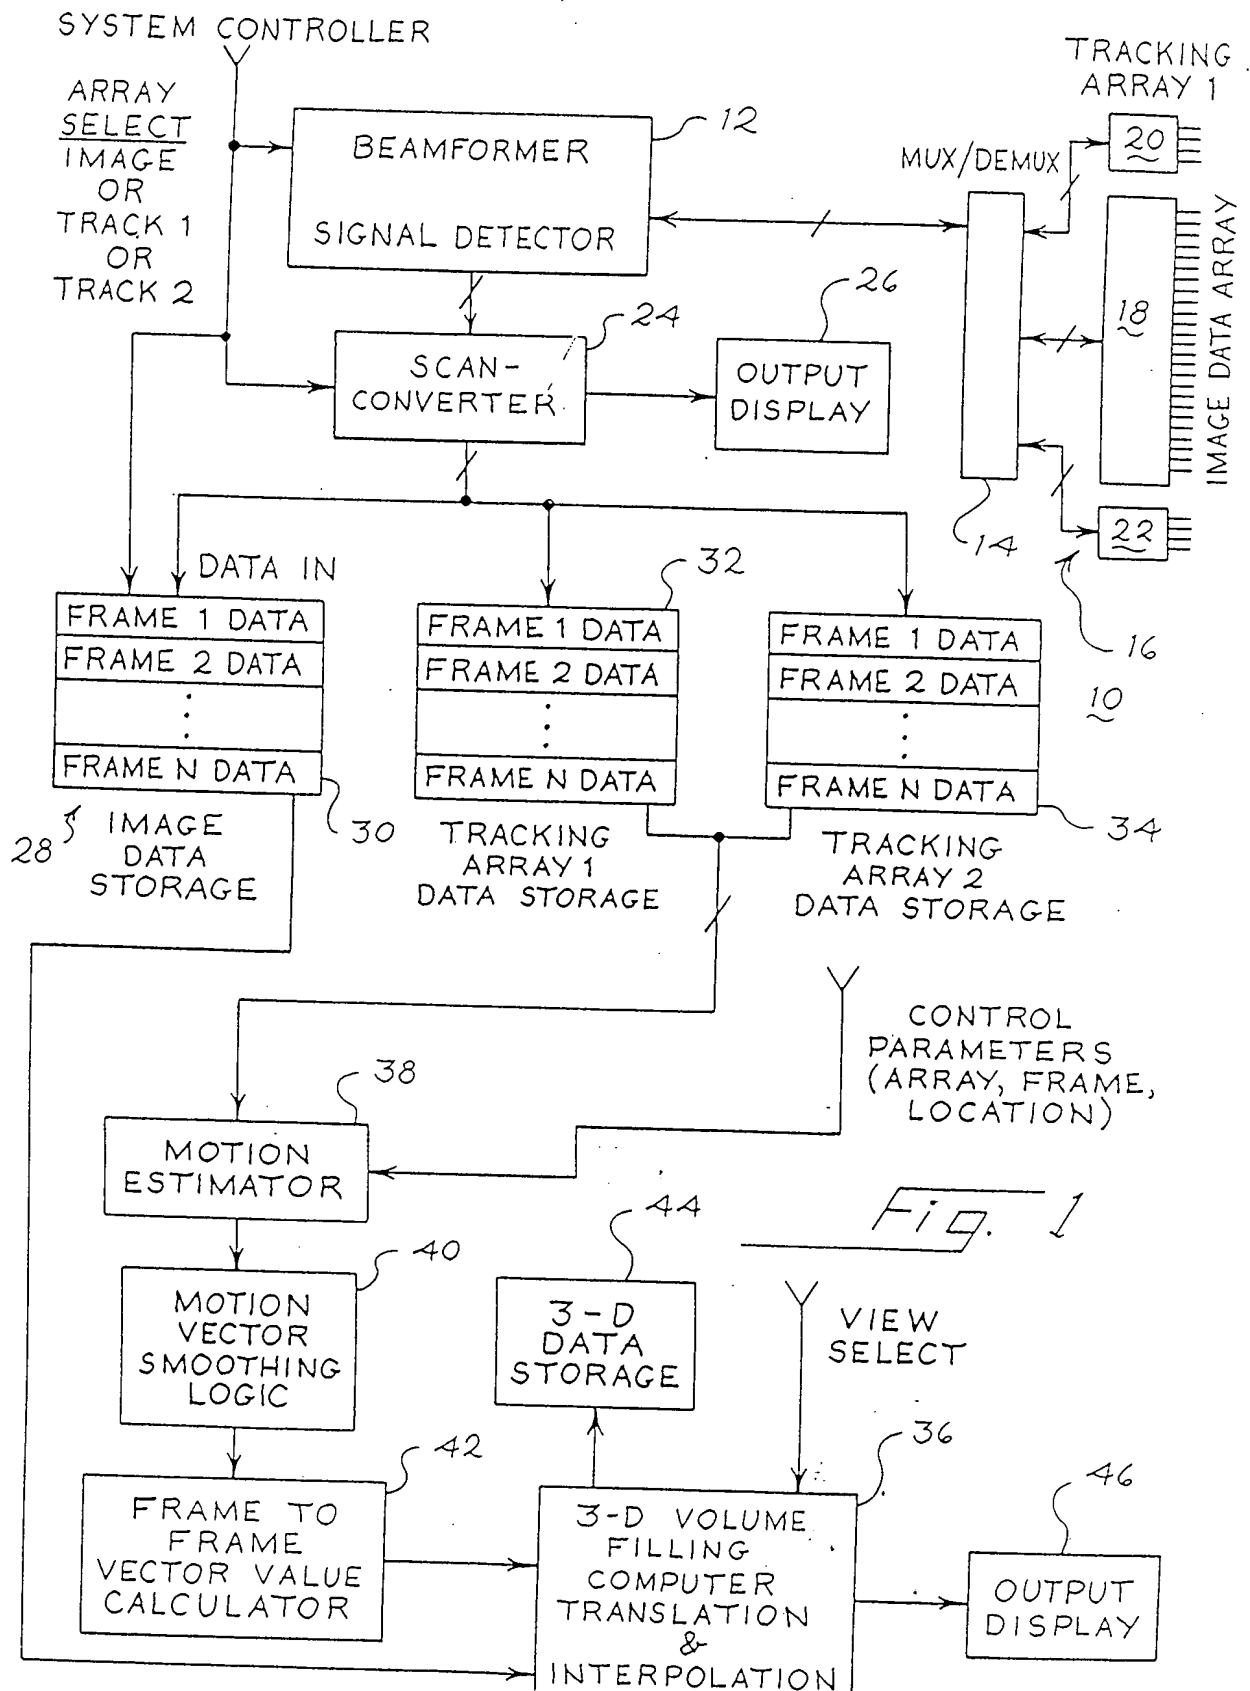 SYSTEM CONTROLLER
ARRAY
SELECT
IMAGE
OR
TRACK 1
OR
TRACK 2
BEAMFORMER
SIGNAL DETECTOR
12
MUX/DEMUX
TRACKING
ARRAY 1
20
18
IMAGE DATA ARRAY
22
14
16
10
SCAN-
CONVERTER
24
OUTPUT
DISPLAY
26
DATA IN
FRAME 1 DATA
FRAME 2 DATA
FRAME N DATA
28
30
IMAGE
DATA
STORAGE
32
FRAME 1 DATA
FRAME 2 DATA
FRAME N DATA
TRACKING
ARRAY 1
DATA STORAGE
FRAME 1 DATA
FRAME 2 DATA
FRAME N DATA
34
TRACKING
ARRAY 2
DATA STORAGE
CONTROL
PARAMETERS
(ARRAY, FRAME,
LOCATION)
38
MOTION
ESTIMATOR
Fig. 1
40
MOTION
VECTOR
SMOOTHING
LOGIC
44
3-D
DATA
STORAGE
VIEW
SELECT
42
FRAME TO
FRAME
VECTOR VALUE
CALCULATOR
36
3-D VOLUME
FILLING
COMPUTER
TRANSLATION
&
INTERPOLATION
46
OUTPUT
DISPLAY